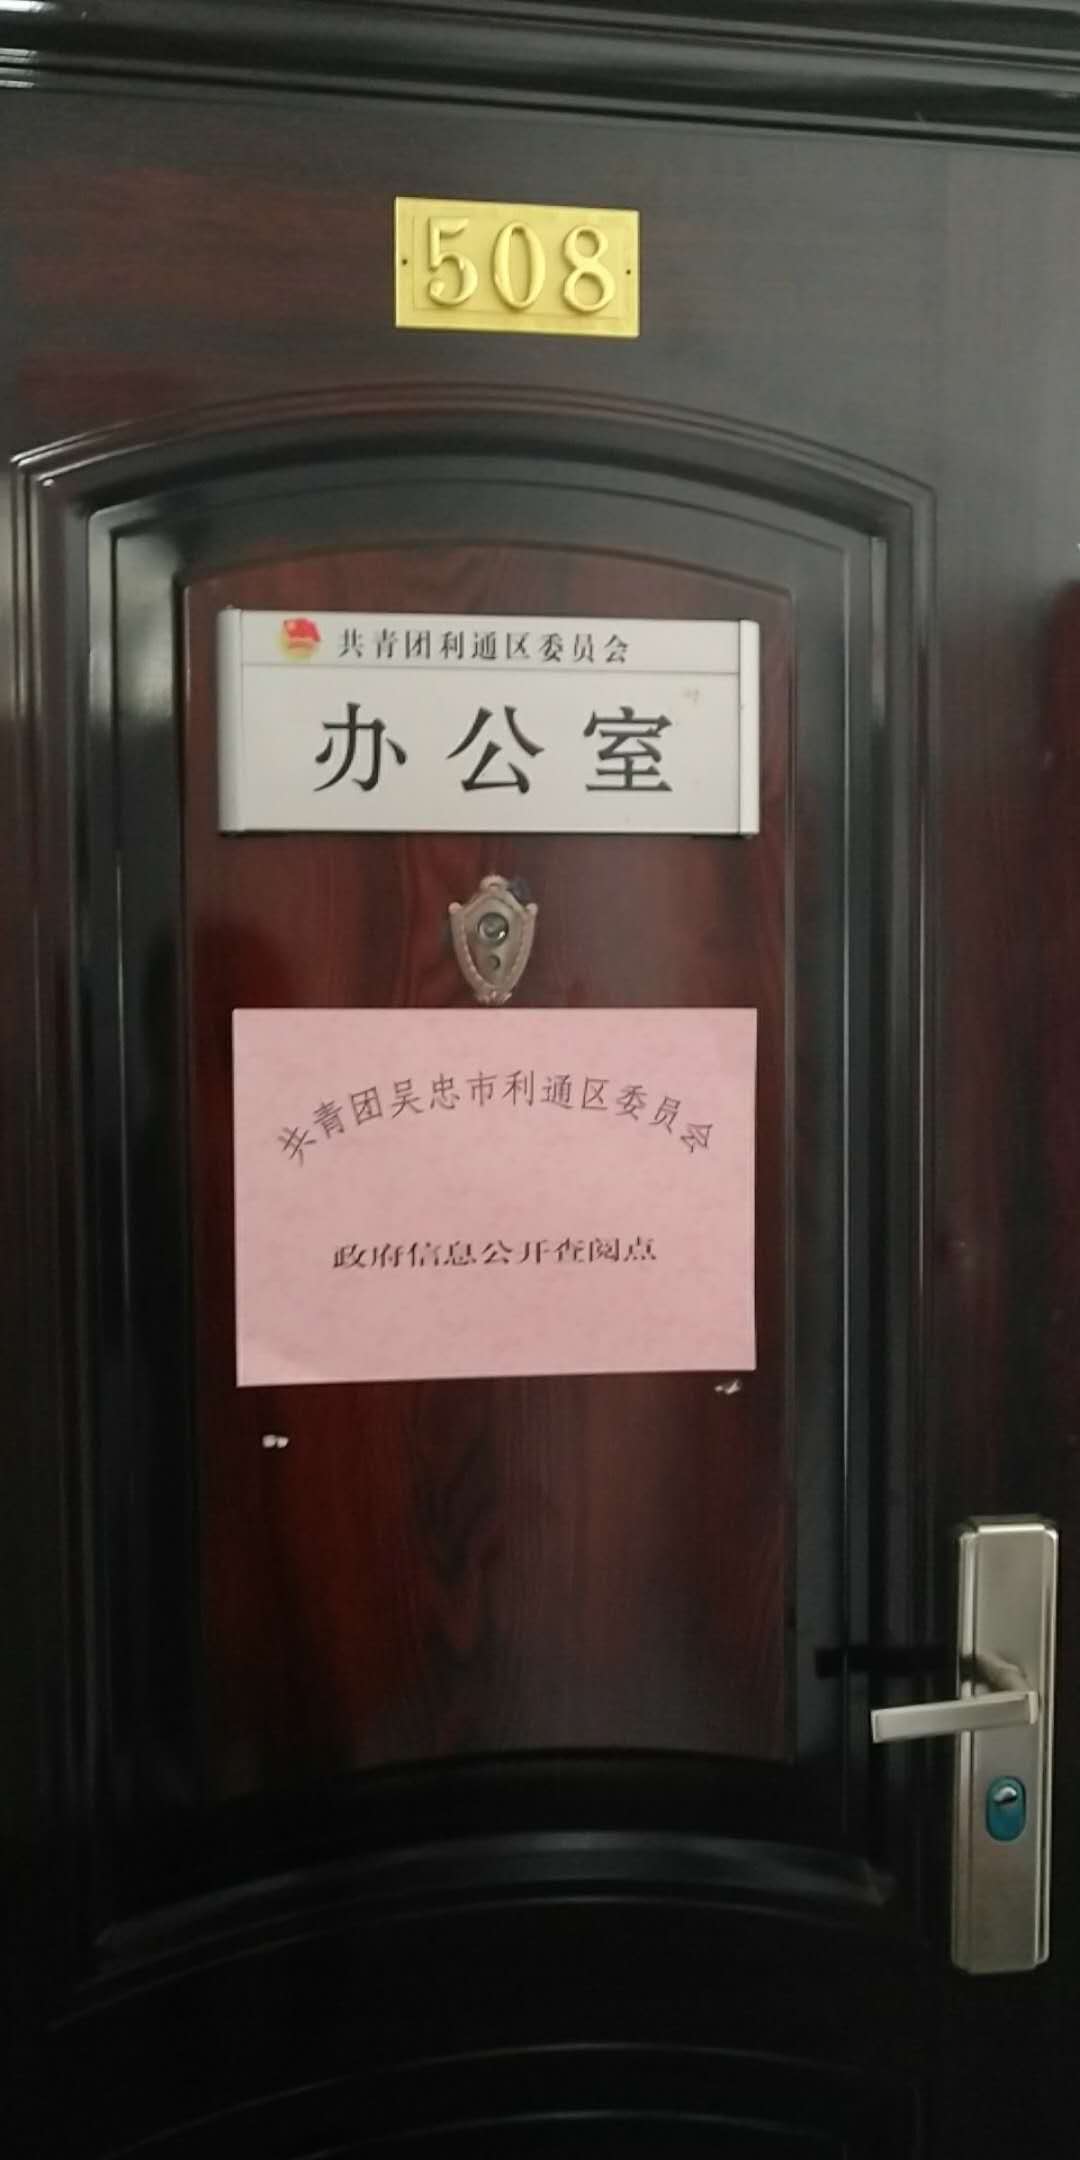 508
共青团利通区委员会
办公室
共青团吴忠市利通区委员会
政府信息公开查阅点